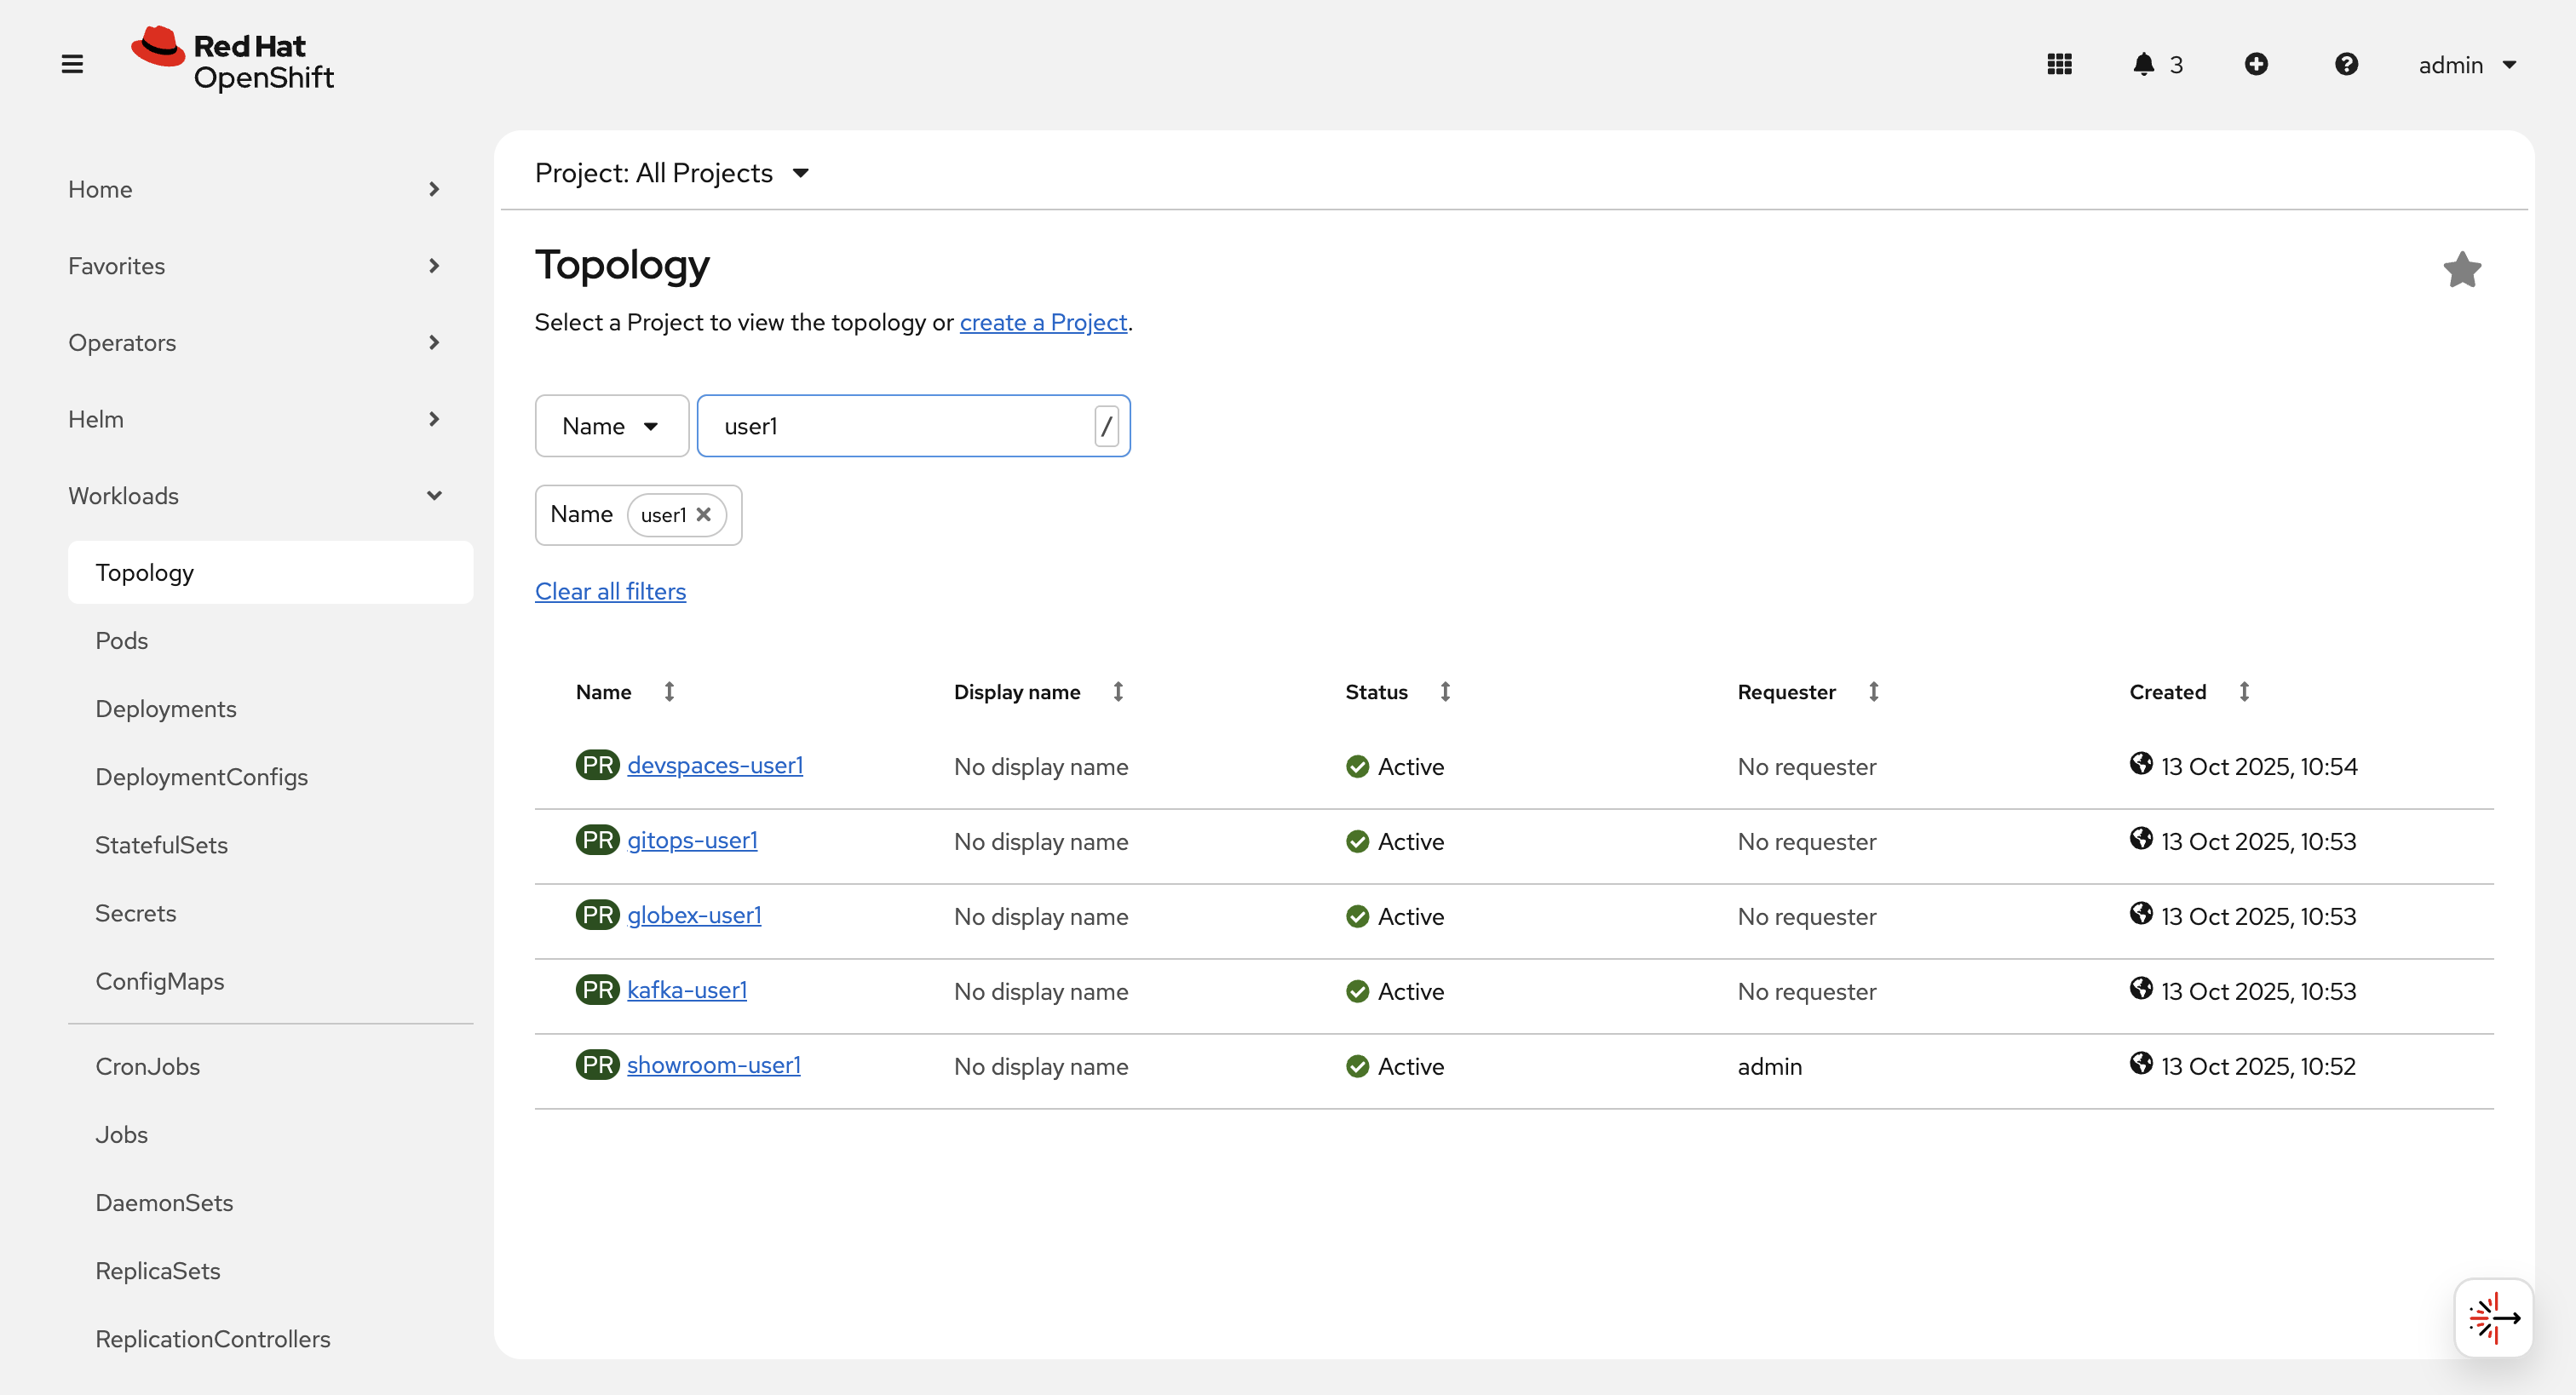 Red Hat
OpenShift
3
admin
Home
Favorites
Operators
Helm
Workloads
Topology
Pods
Deployments
DeploymentConfigs
StatefulSets
Secrets
ConfigMaps
CronJobs
Jobs
DaemonSets
ReplicaSets
ReplicationControllers
Project: All Projects
Topology
Select a Project to view the topology or create a Project.
Name user1 /
Name user1
Clear all filters
Name Display name Status Requester Created
PR devspaces-user1 No display name Active No requester 13 Oct 2025, 10:54
PR gitops-user1 No display name Active No requester 13 Oct 2025, 10:53
PR globex-user1 No display name Active No requester 13 Oct 2025, 10:53
PR kafka-user1 No display name Active No requester 13 Oct 2025, 10:53
PR showroom-user1 No display name Active admin 13 Oct 2025, 10:52